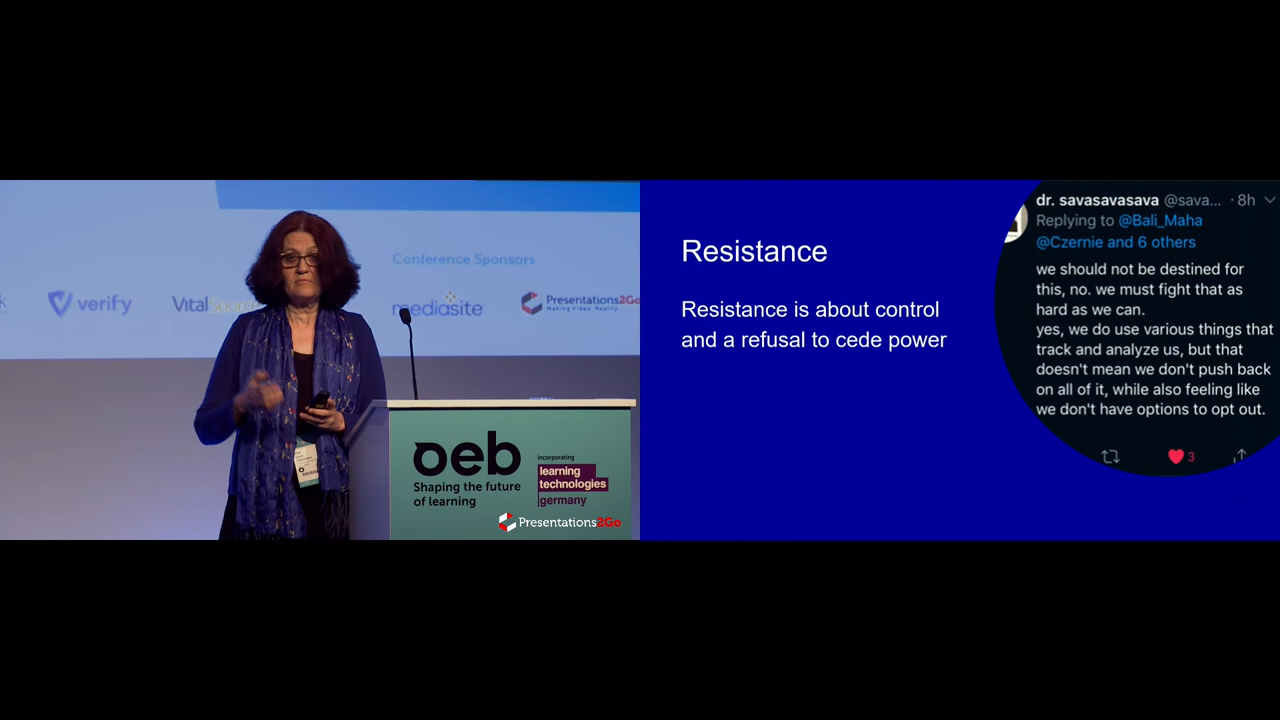 Conference Sponsors
verify
VitalSource
mediasite
Presentations2Go
Making Video Reality
oeb
Shaping the future
of learning
incorporating
learning
technologies
germany
Presentations2Go
Resistance
Resistance is about control
and a refusal to cede power
dr. savasavasava @sava... · 8h
Replying to @Bali_Maha
@Czernie and 6 others
we should not be destined for
this, no. we must fight that as
hard as we can.
yes, we do use various things that
track and analyze us, but that
doesn't mean we don't push back
on all of it, while also feeling like
we don't have options to opt out.
3